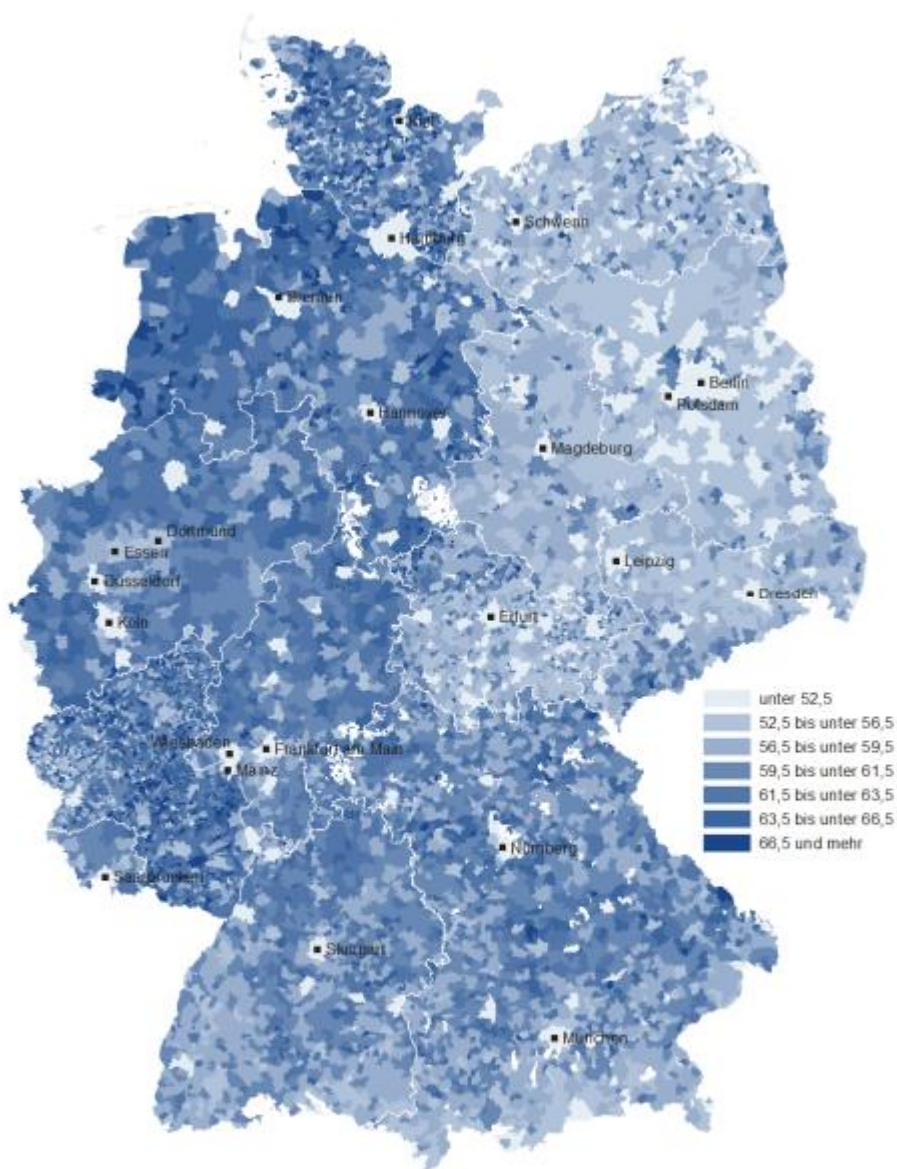 Kiel
Schwerin
Hamburg
Bremen
Berlin
Potsdam
Hannover
Magdeburg
Dortmund
Essen
Leipzig
Düsseldorf
Dresden
Erfurt
Köln
unter 52,5
52,5 bis unter 56,5
56,5 bis unter 59,5
59,5 bis unter 61,5
61,5 bis unter 63,5
63,5 bis unter 66,5
66,5 und mehr
Wiesbaden
Frankfurt am Main
Mainz
Nürnberg
Saarbrücken
Stuttgart
München